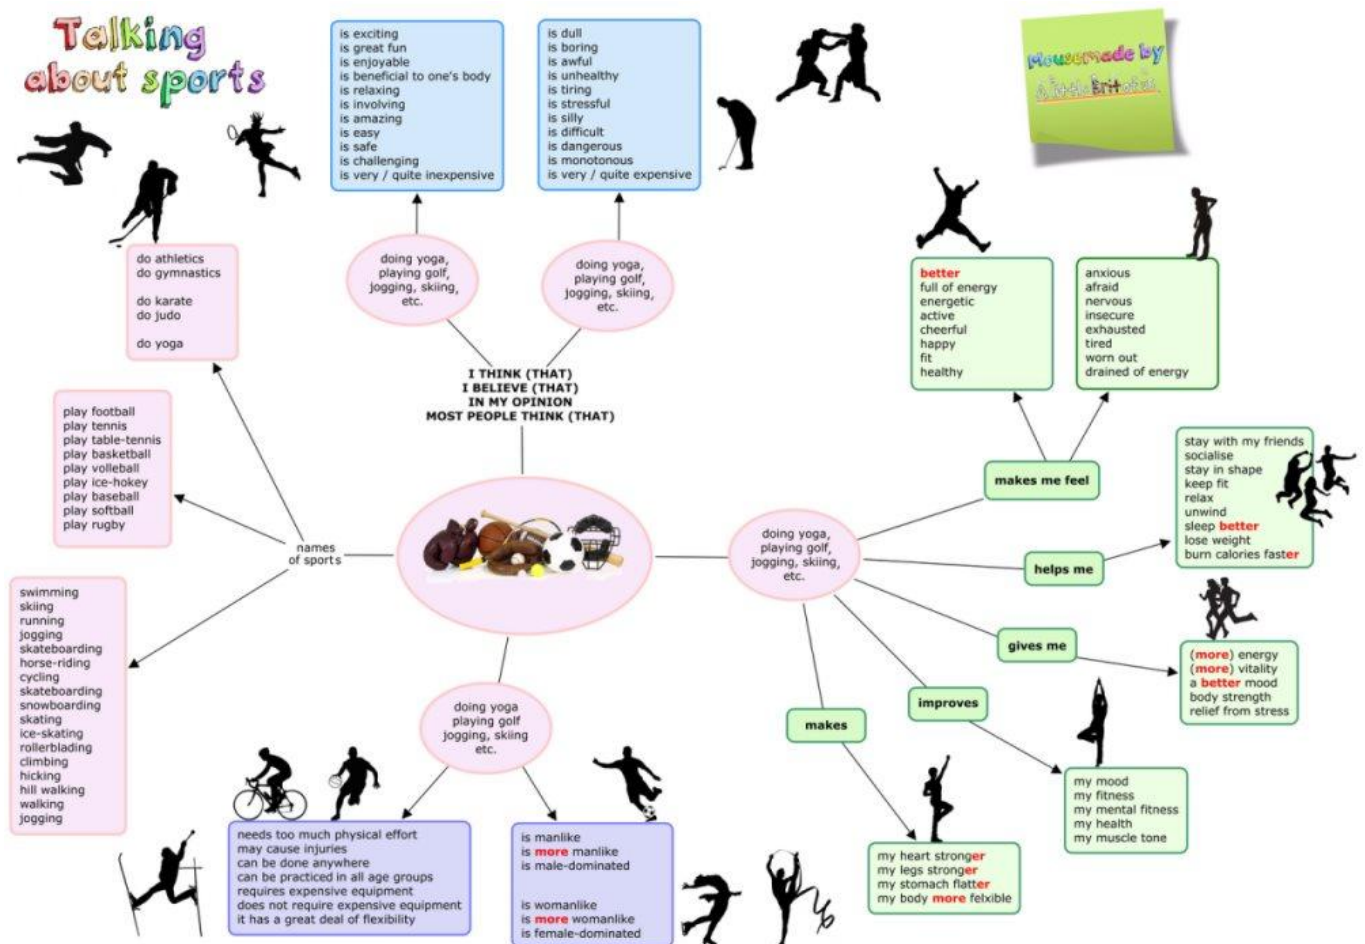 Talking
about sports
Mousemade by
is exciting
is great fun
is enjoyable
is beneficial to one's body
is relaxing
is involving
is amazing
is easy
is safe
is challenging
is very / quite inexpensive
is dull
is boring
is awful
is unhealthy
is tiring
is stressful
is silly
is difficult
is dangerous
is monotonous
is very / quite expensive
doing yoga,
playing golf,
jogging, skiing,
etc.
doing yoga,
playing golf,
jogging, skiing,
etc.
I THINK (THAT)
I BELIEVE (THAT)
IN MY OPINION
MOST PEOPLE THINK (THAT)
do athletics
do gymnastics
do karate
do judo
do yoga
play football
play tennis
play table-tennis
play basketball
play volleball
play ice-hokey
play baseball
play softball
play rugby
names
of sports
swimming
skiing
running
jogging
skateboarding
horse-riding
cycling
skateboarding
snowboarding
skating
ice-skating
rollerblading
climbing
hicking
hill walking
walking
jogging
doing yoga
playing golf
jogging, skiing
etc.
needs too much physical effort
may cause injuries
can be done anywhere
can be practiced in all age groups
requires expensive equipment
does not require expensive equipment
it has a great deal of flexibility
is manlike
is more manlike
is male-dominated
is womanlike
is more womanlike
is female-dominated
doing yoga,
playing golf,
jogging, skiing,
etc.
makes me feel
better
full of energy
energetic
active
cheerful
happy
fit
healthy
anxious
afraid
nervous
insecure
exhausted
tired
worn out
drained of energy
helps me
stay with my friends
socialise
stay in shape
keep fit
relax
unwind
sleep better
lose weight
burn calories faster
gives me
(more) energy
(more) vitality
a better mood
body strength
relief from stress
improves
my mood
my fitness
my mental fitness
my health
my muscle tone
makes
my heart stronger
my legs stronger
my stomach flatter
my body more felxible